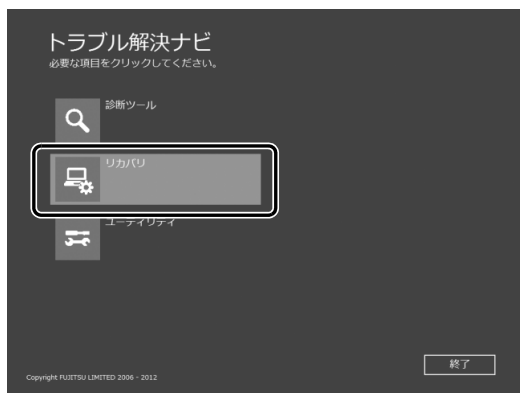 トラブル解決ナビ
必要な項目をクリックしてください。
診断ツール
リカバリ
ユーティリティ
終了
Copyright FUJITSU LIMITED 2006 - 2012